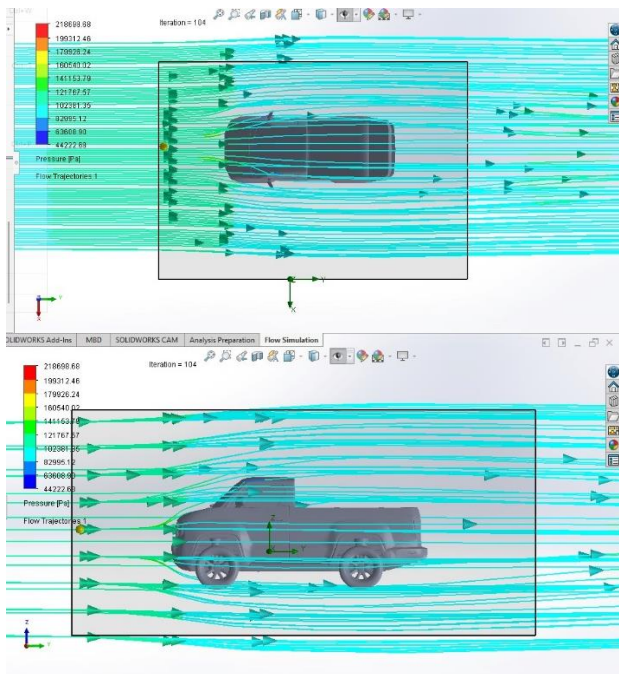 Iteration = 104
218698.68
199312.46
179926.24
160540.02
141153.79
121767.57
102381.35
82995.12
63608.90
44222.68
Pressure [Pa]
Flow Trajectories 1
Y
X
Y
X
SOLIDWORKS Add-Ins MBD SOLIDWORKS CAM Analysis Preparation Flow Simulation
Iteration = 104
218698.68
199312.46
179926.24
160540.02
141153.79
121767.57
102381.35
82995.12
63608.90
44222.68
Pressure [Pa]
Flow Trajectories 1
Z
Y
Z
Y